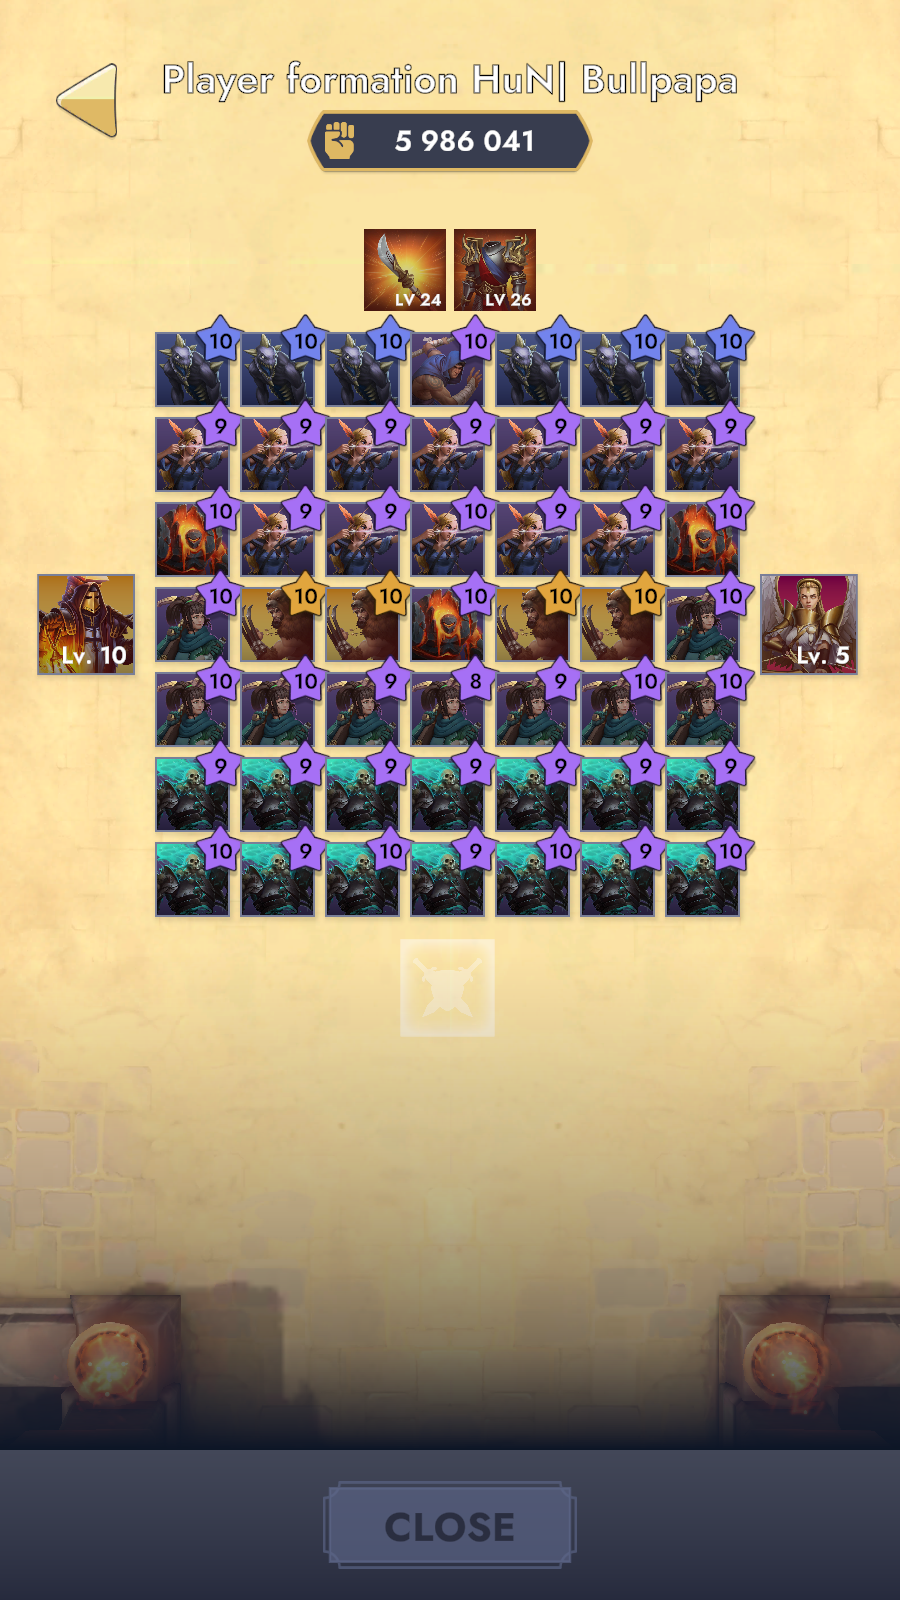 Player formation HuN| Bullpapa
5 986 041
LV 24 LV 26
10 10 10 10 10 10 10
9 9 9 9 9 9 9
10 9 9 10 9 9 10
10 10 10 10 10 10 10
Lv. 10 Lv. 5
10 10 9 8 9 10 10
9 9 9 9 9 9 9
10 9 10 9 10 9 10
CLOSE